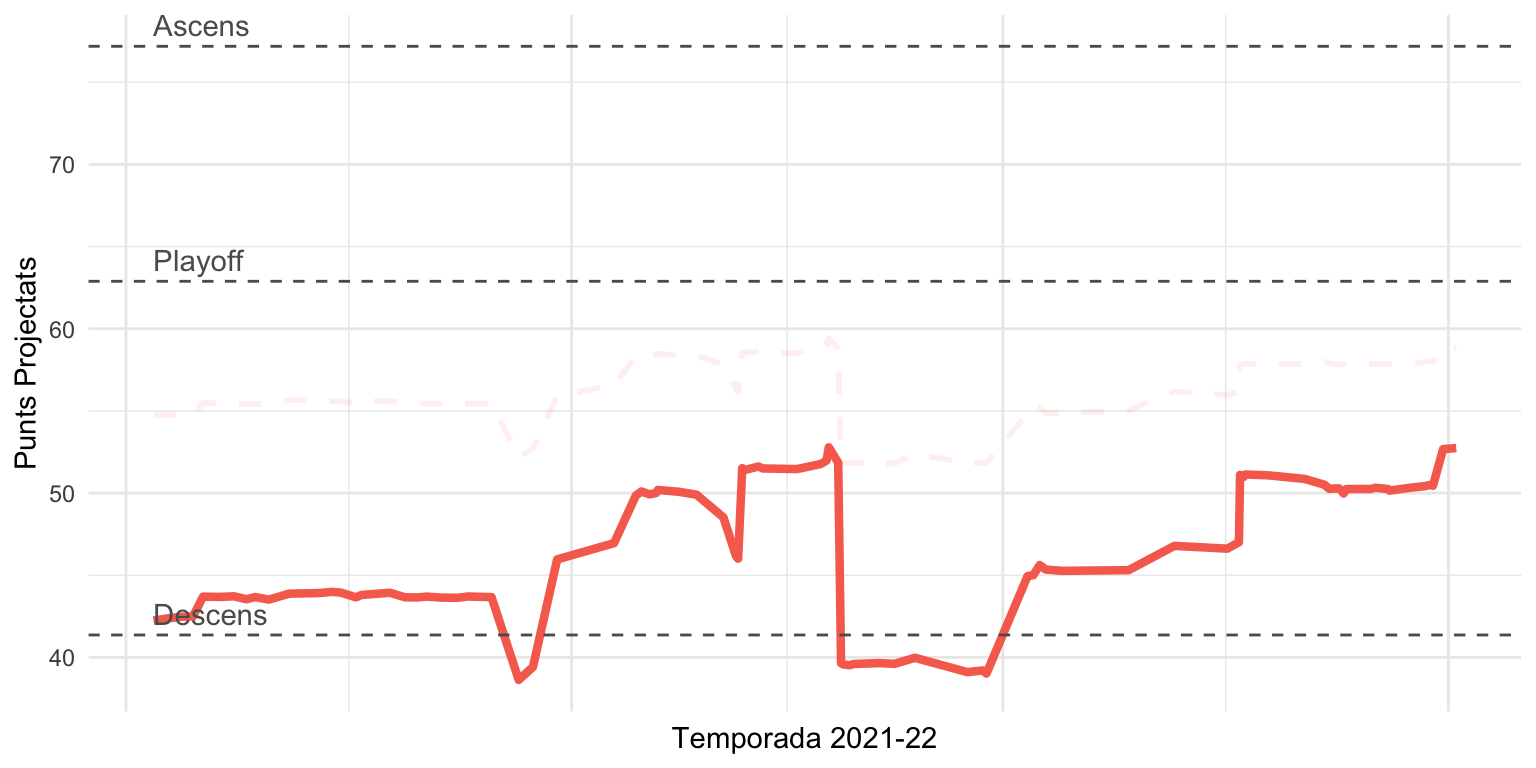 Ascens
70
Playoff
60
50
Descens
40
Punts Projectats
Temporada 2021-22